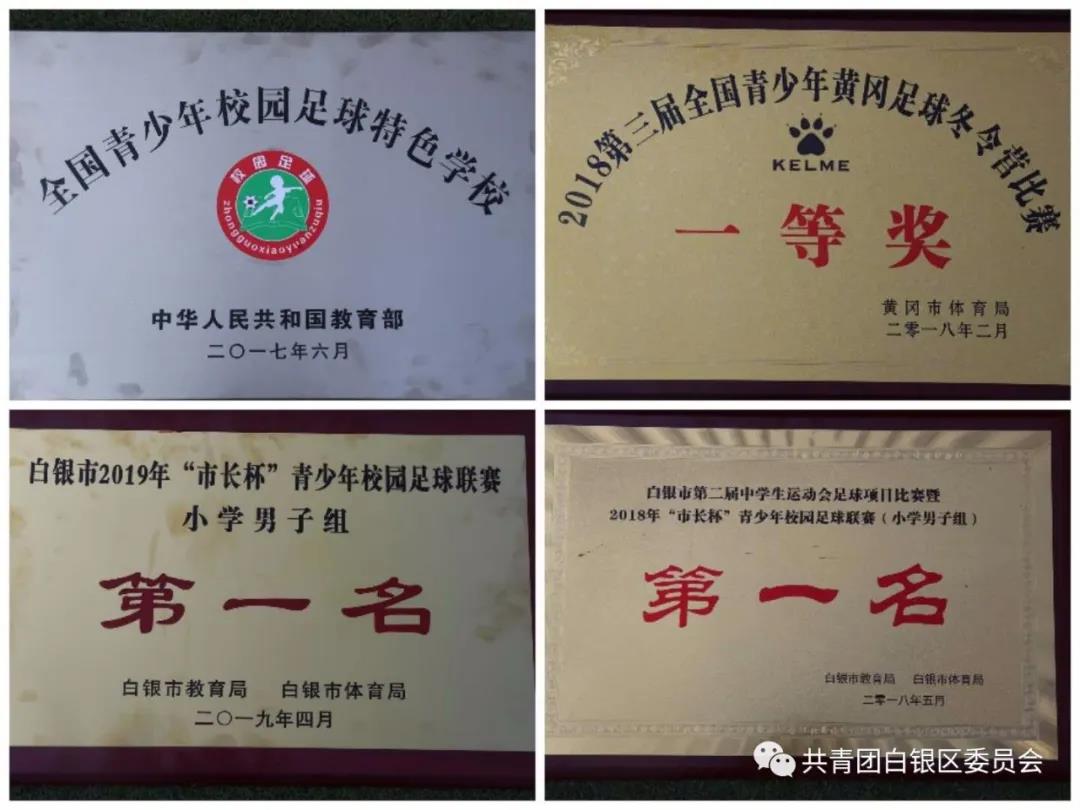 全国青少年校园足球特色学校
校园足球
zhongguoxiaoyuanzuqiu
中华人民共和国教育部
二〇一七年六月
2018第三届全国青少年黄冈足球冬令营比赛
KELME
一等奖
黄冈市体育局
二零一八年二月
白银市2019年“市长杯”青少年校园足球联赛
小学男子组
第一名
白银市教育局 白银市体育局
二〇一九年四月
白银市第二届中学生运动会足球项目比赛暨
2018年“市长杯”青少年校园足球联赛(小学男子组)
第一名
白银市教育局 白银市体育局
二零一八年五月
共青团白银区委员会